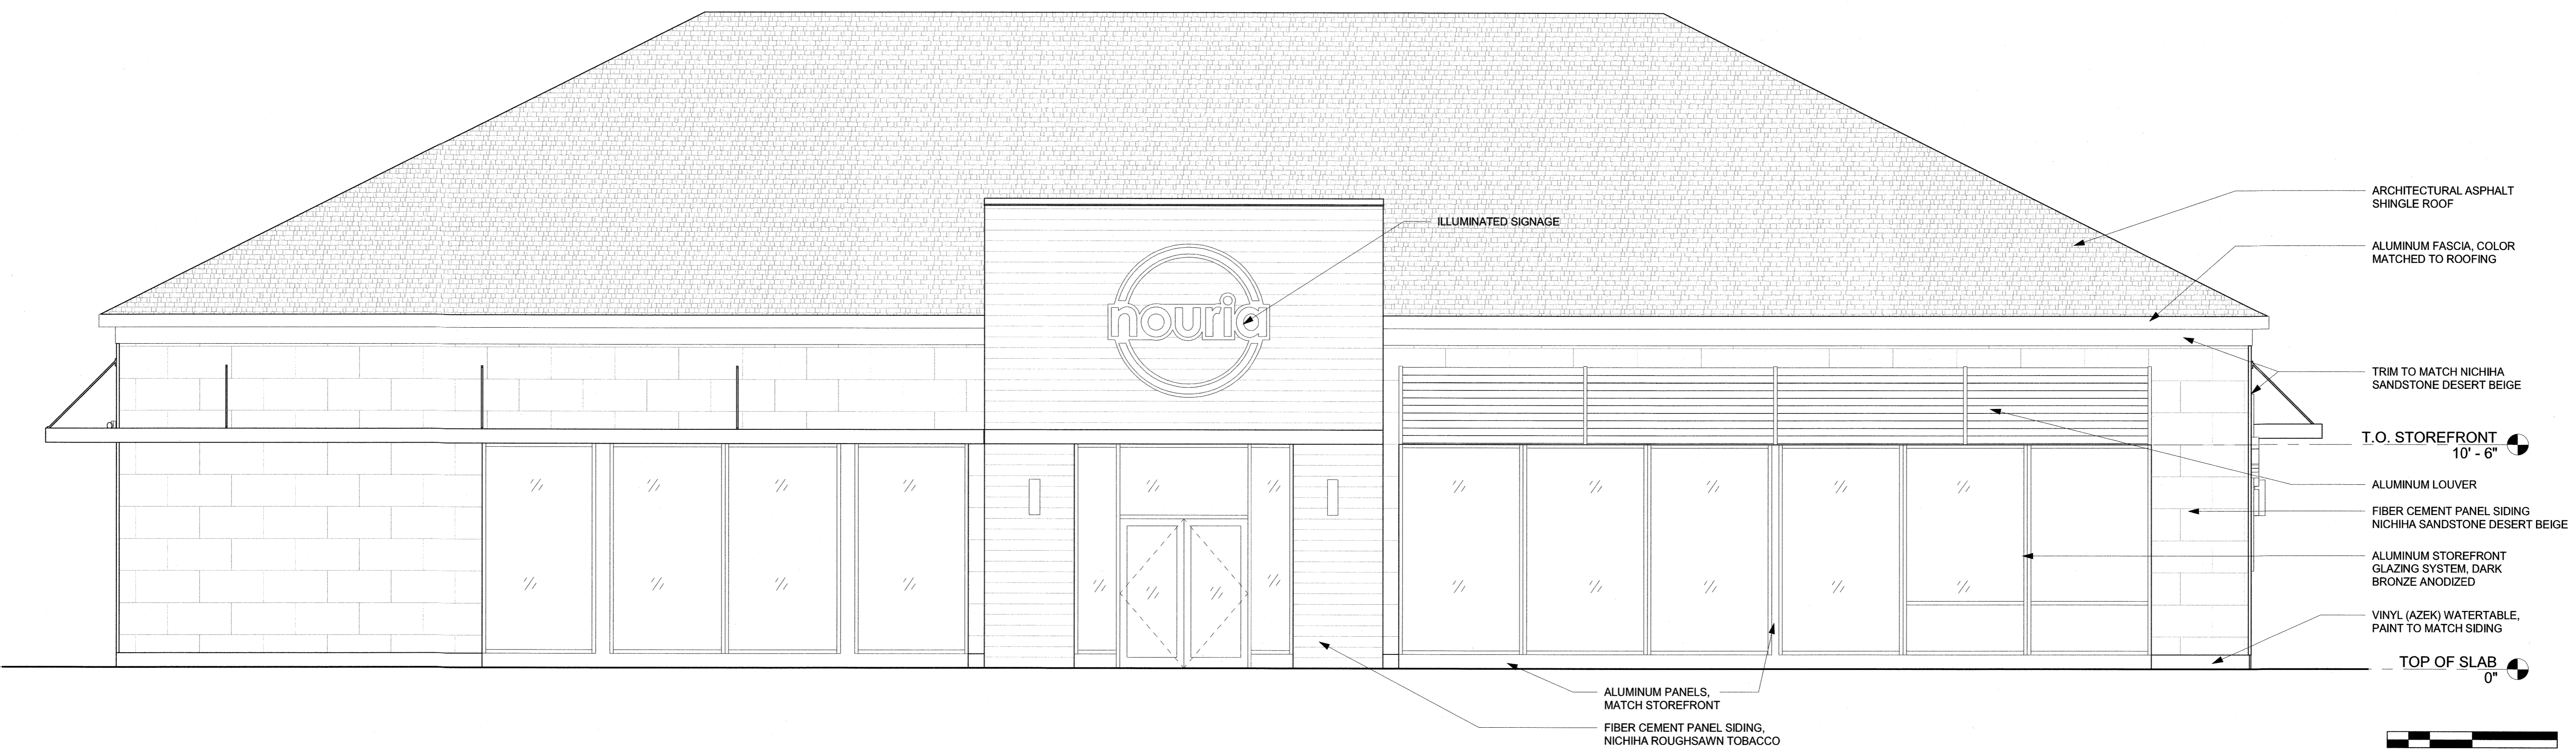 ILLUMINATED SIGNAGE
nouria
ARCHITECTURAL ASPHALT
SHINGLE ROOF
ALUMINUM FASCIA, COLOR
MATCHED TO ROOFING
TRIM TO MATCH NICHIHA
SANDSTONE DESERT BEIGE
T.O. STOREFRONT
10' - 6"
ALUMINUM LOUVER
FIBER CEMENT PANEL SIDING
NICHIHA SANDSTONE DESERT BEIGE
ALUMINUM STOREFRONT
GLAZING SYSTEM, DARK
BRONZE ANODIZED
VINYL (AZEK) WATERTABLE,
PAINT TO MATCH SIDING
TOP OF SLAB
0"
ALUMINUM PANELS,
MATCH STOREFRONT
FIBER CEMENT PANEL SIDING,
NICHIHA ROUGHSAWN TOBACCO